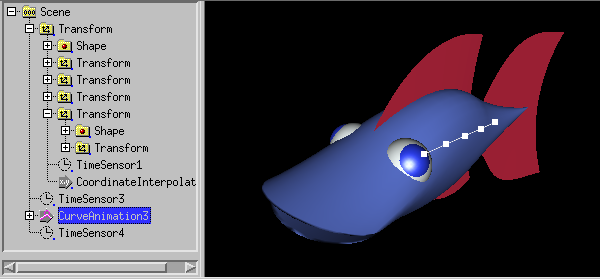 Scene
Transform
Shape
Transform
Transform
Transform
Transform
Shape
Transform
TimeSensor1
CoordinateInterpolat
TimeSensor3
CurveAnimation3
TimeSensor4